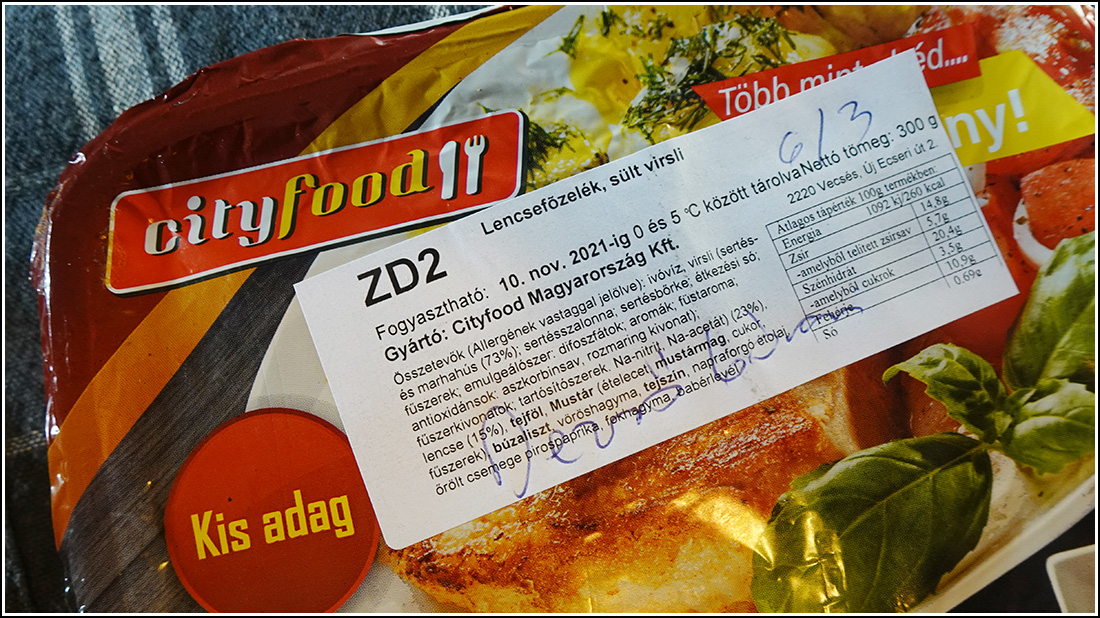 cityfood
Több mint ebéd....
ny!
6/3
ZD2
Lencsefőzelék, sült virsli
Nettó tömeg: 300 g
Fogyasztható: 10. nov. 2021-ig 0 és 5 °C között tárolva
2220 Vecsés, Új Ecseri út 2.
Gyártó: Cityfood Magyarország Kft.
Összetevők (Allergének vastaggal jelölve): ivóvíz, virsli (sertés-
és marhahús (73%); sertésszalonna; sertésbőrke; étkezési só;
fűszerek; emulgeálószer: difoszfátok; aromák; füstaroma;
antioxidánsok: aszkorbinsav, rozmaring kivonat);
fűszerkivonatok; tartósítószerek. Na-nitrit, Na-acetát) (23%),
lencse (15%), tejföl, Mustár (ételecet, mustármag, cukor,
fűszerek), búzaliszt, vöröshagyma, tejszín, napraforgó étolaj,
őrölt csemege pirospaprika, fokhagyma, babérlevél
Átlagos tápérték 100g termékben:
Energia 1092 kj/260 kcal
Zsír 14,8g
-amelyből telített zsírsav 5,7g
Szénhidrát 20,4g
-amelyből cukrok 3,5g
Fehérje 10,9g
Só 0.69g
Kis adag